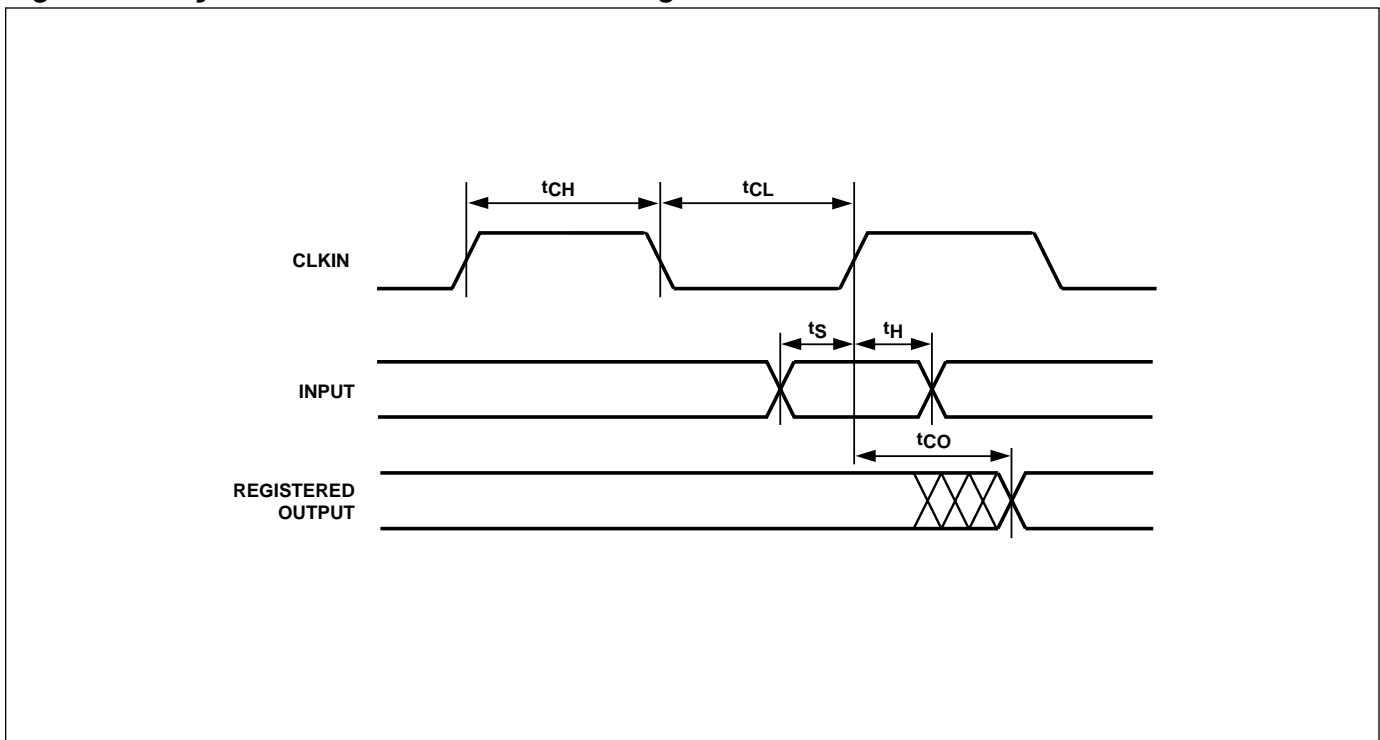 tCH
tCL
CLKIN
tS
tH
INPUT
tCO
REGISTERED
OUTPUT